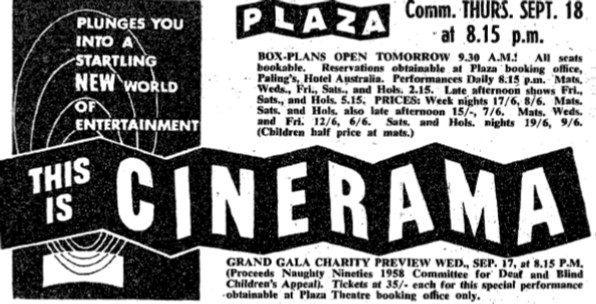 PLUNGES YOU
INTO A
STARTLING
NEW WORLD
OF
ENTERTAINMENT
PLAZA
Comm. THURS. SEPT. 18
at 8.15 p.m.
BOX-PLANS OPEN TOMORROW 9.30 A.M.! All seats
bookable. Reservations obtainable at Plaza booking office,
Paling's, Hotel Australia. Performances Daily 8.15 p.m. Mats.
Weds., Fri., Sats., and Hols. 2.15. Late afternoon shows Fri.,
Sats., and Hols. 5.15. PRICES: Week nights 17/6, 8/6. Mats.
Sats. and Hols. also late afternoon 15/-, 7/6. Mats. Weds.
and Fri. 12/6, 6/6. Sats. and Hols. nights 19/6, 9/6.
(Children half price at mats.)
THIS
IS
CINERAMA
GRAND GALA CHARITY PREVIEW WED., SEP. 17, at 8.15 P.M.
(Proceeds Naughty Nineties 1958 Committee for Deaf and Blind
Children's Appeal). Tickets at 35/- each for this special performance
obtainable at Plaza Theatre booking office only.